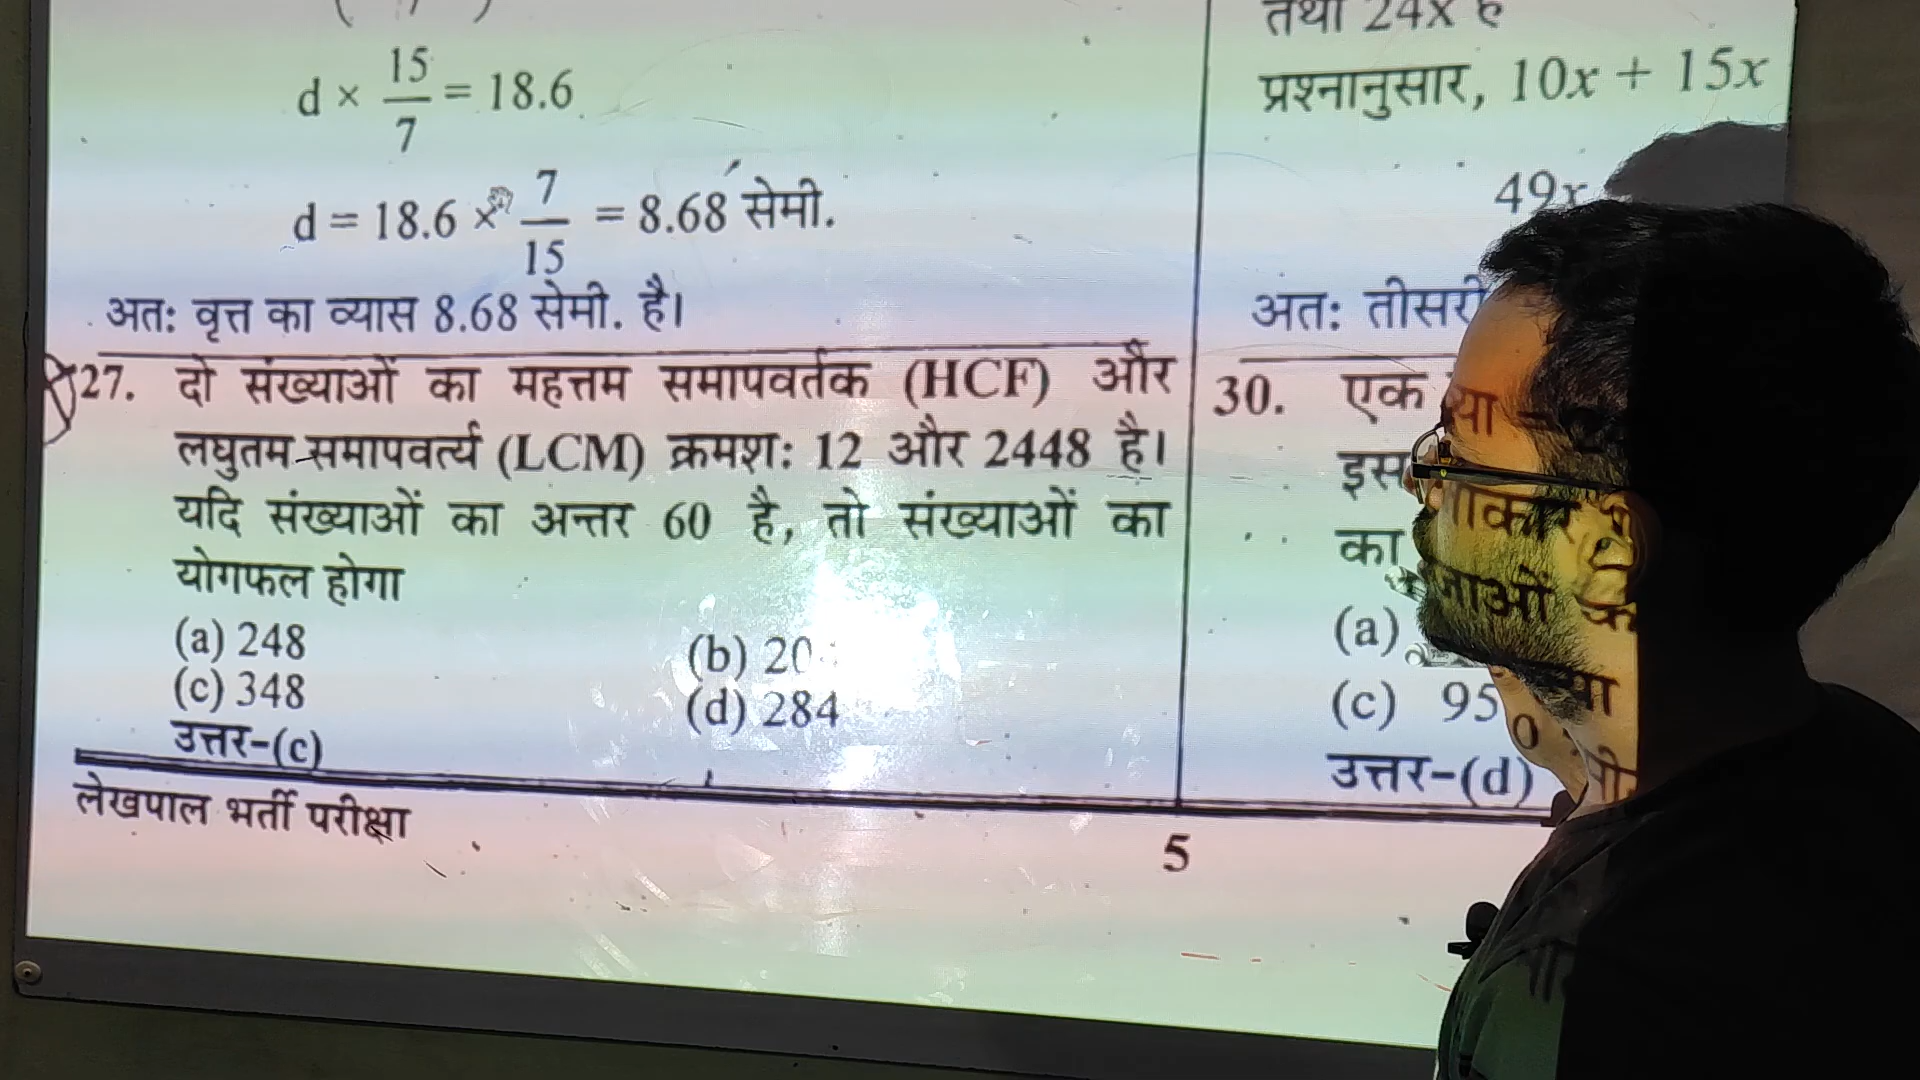 d × 15/7 = 18.6
d = 18.6 × 7/15 = 8.68 सेमी.
अतः वृत्त का व्यास 8.68 सेमी. है।
27. दो संख्याओं का महत्तम समापवर्तक (HCF) और
लघुतम समापवर्त्य (LCM) क्रमशः 12 और 2448 है।
यदि संख्याओं का अन्तर 60 है, तो संख्याओं का
योगफल होगा
(a) 248
(b)
(c) 348
(d) 284
उत्तर-(c)
लेखपाल भर्ती परीक्षा
5
तथा 24x है
प्रश्नानुसार, 10x + 15x
49x
अतः तीसरी
30. एक
इस
का
(a)
(c) 95
उत्तर-(d)